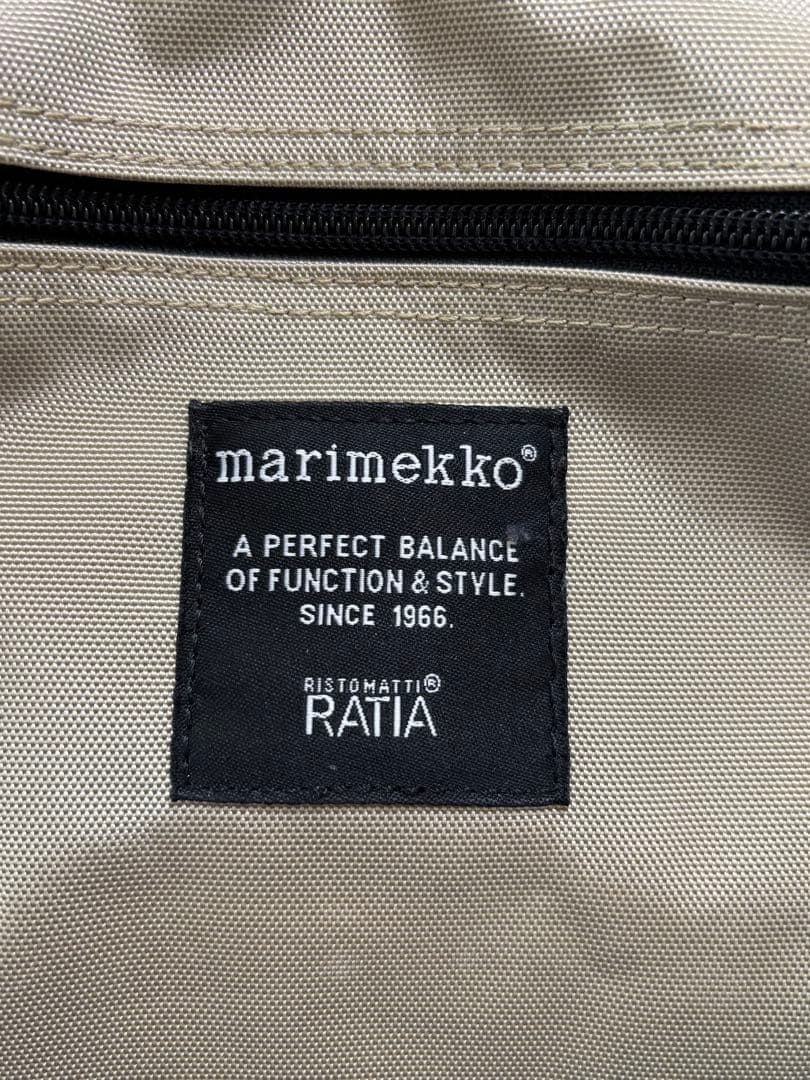 marimekko®
A PERFECT BALANCE
OF FUNCTION & STYLE.
SINCE 1966.
RISTOMATTI®
RATIA